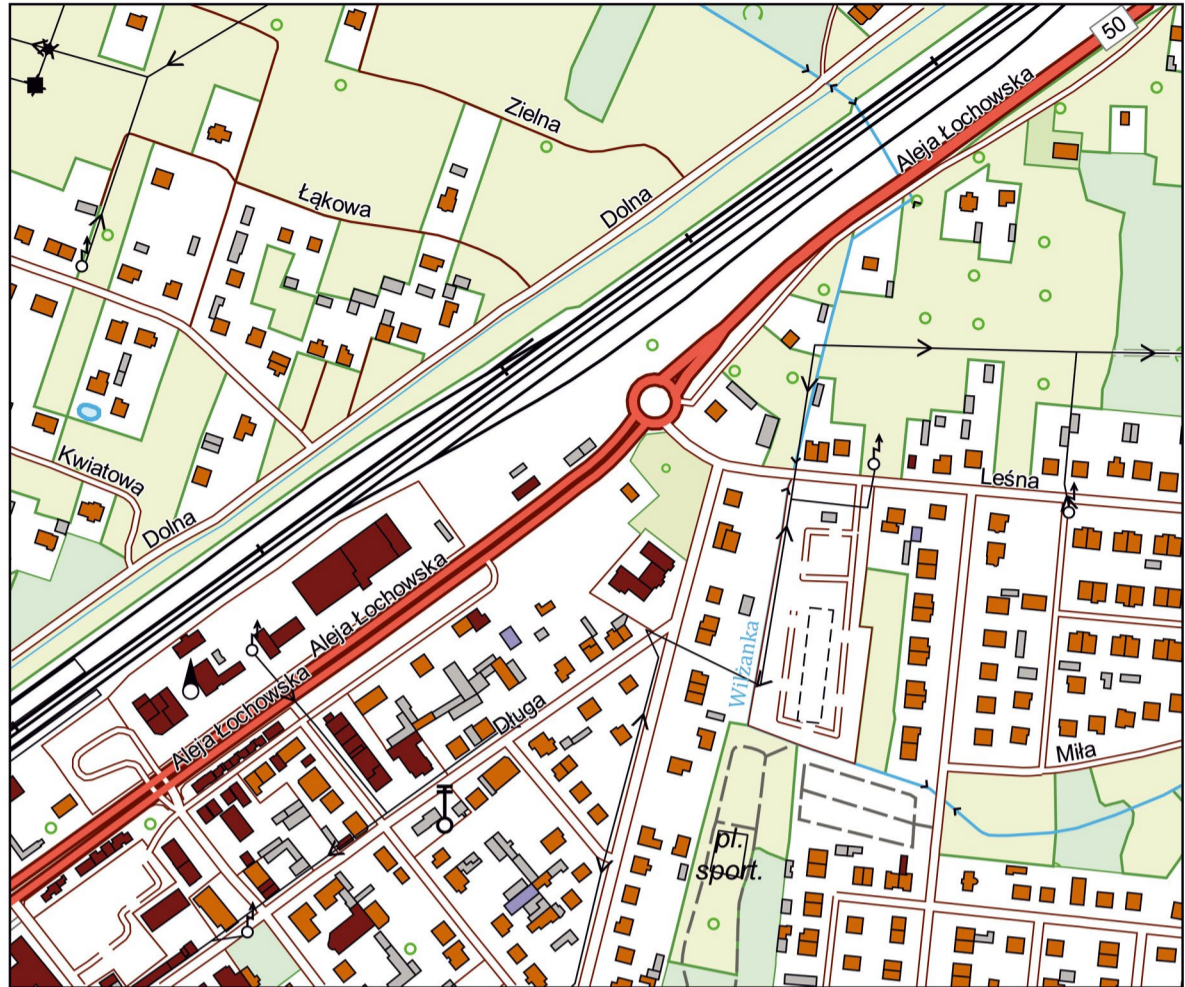 50
Aleja Łochowska
Zielna
Łąkowa
Dolna
Kwiatowa
Dolna
Leśna
Aleja Łochowska
Aleja Łochowska
Wilżanka
Długa
Miła
pl.
sport.